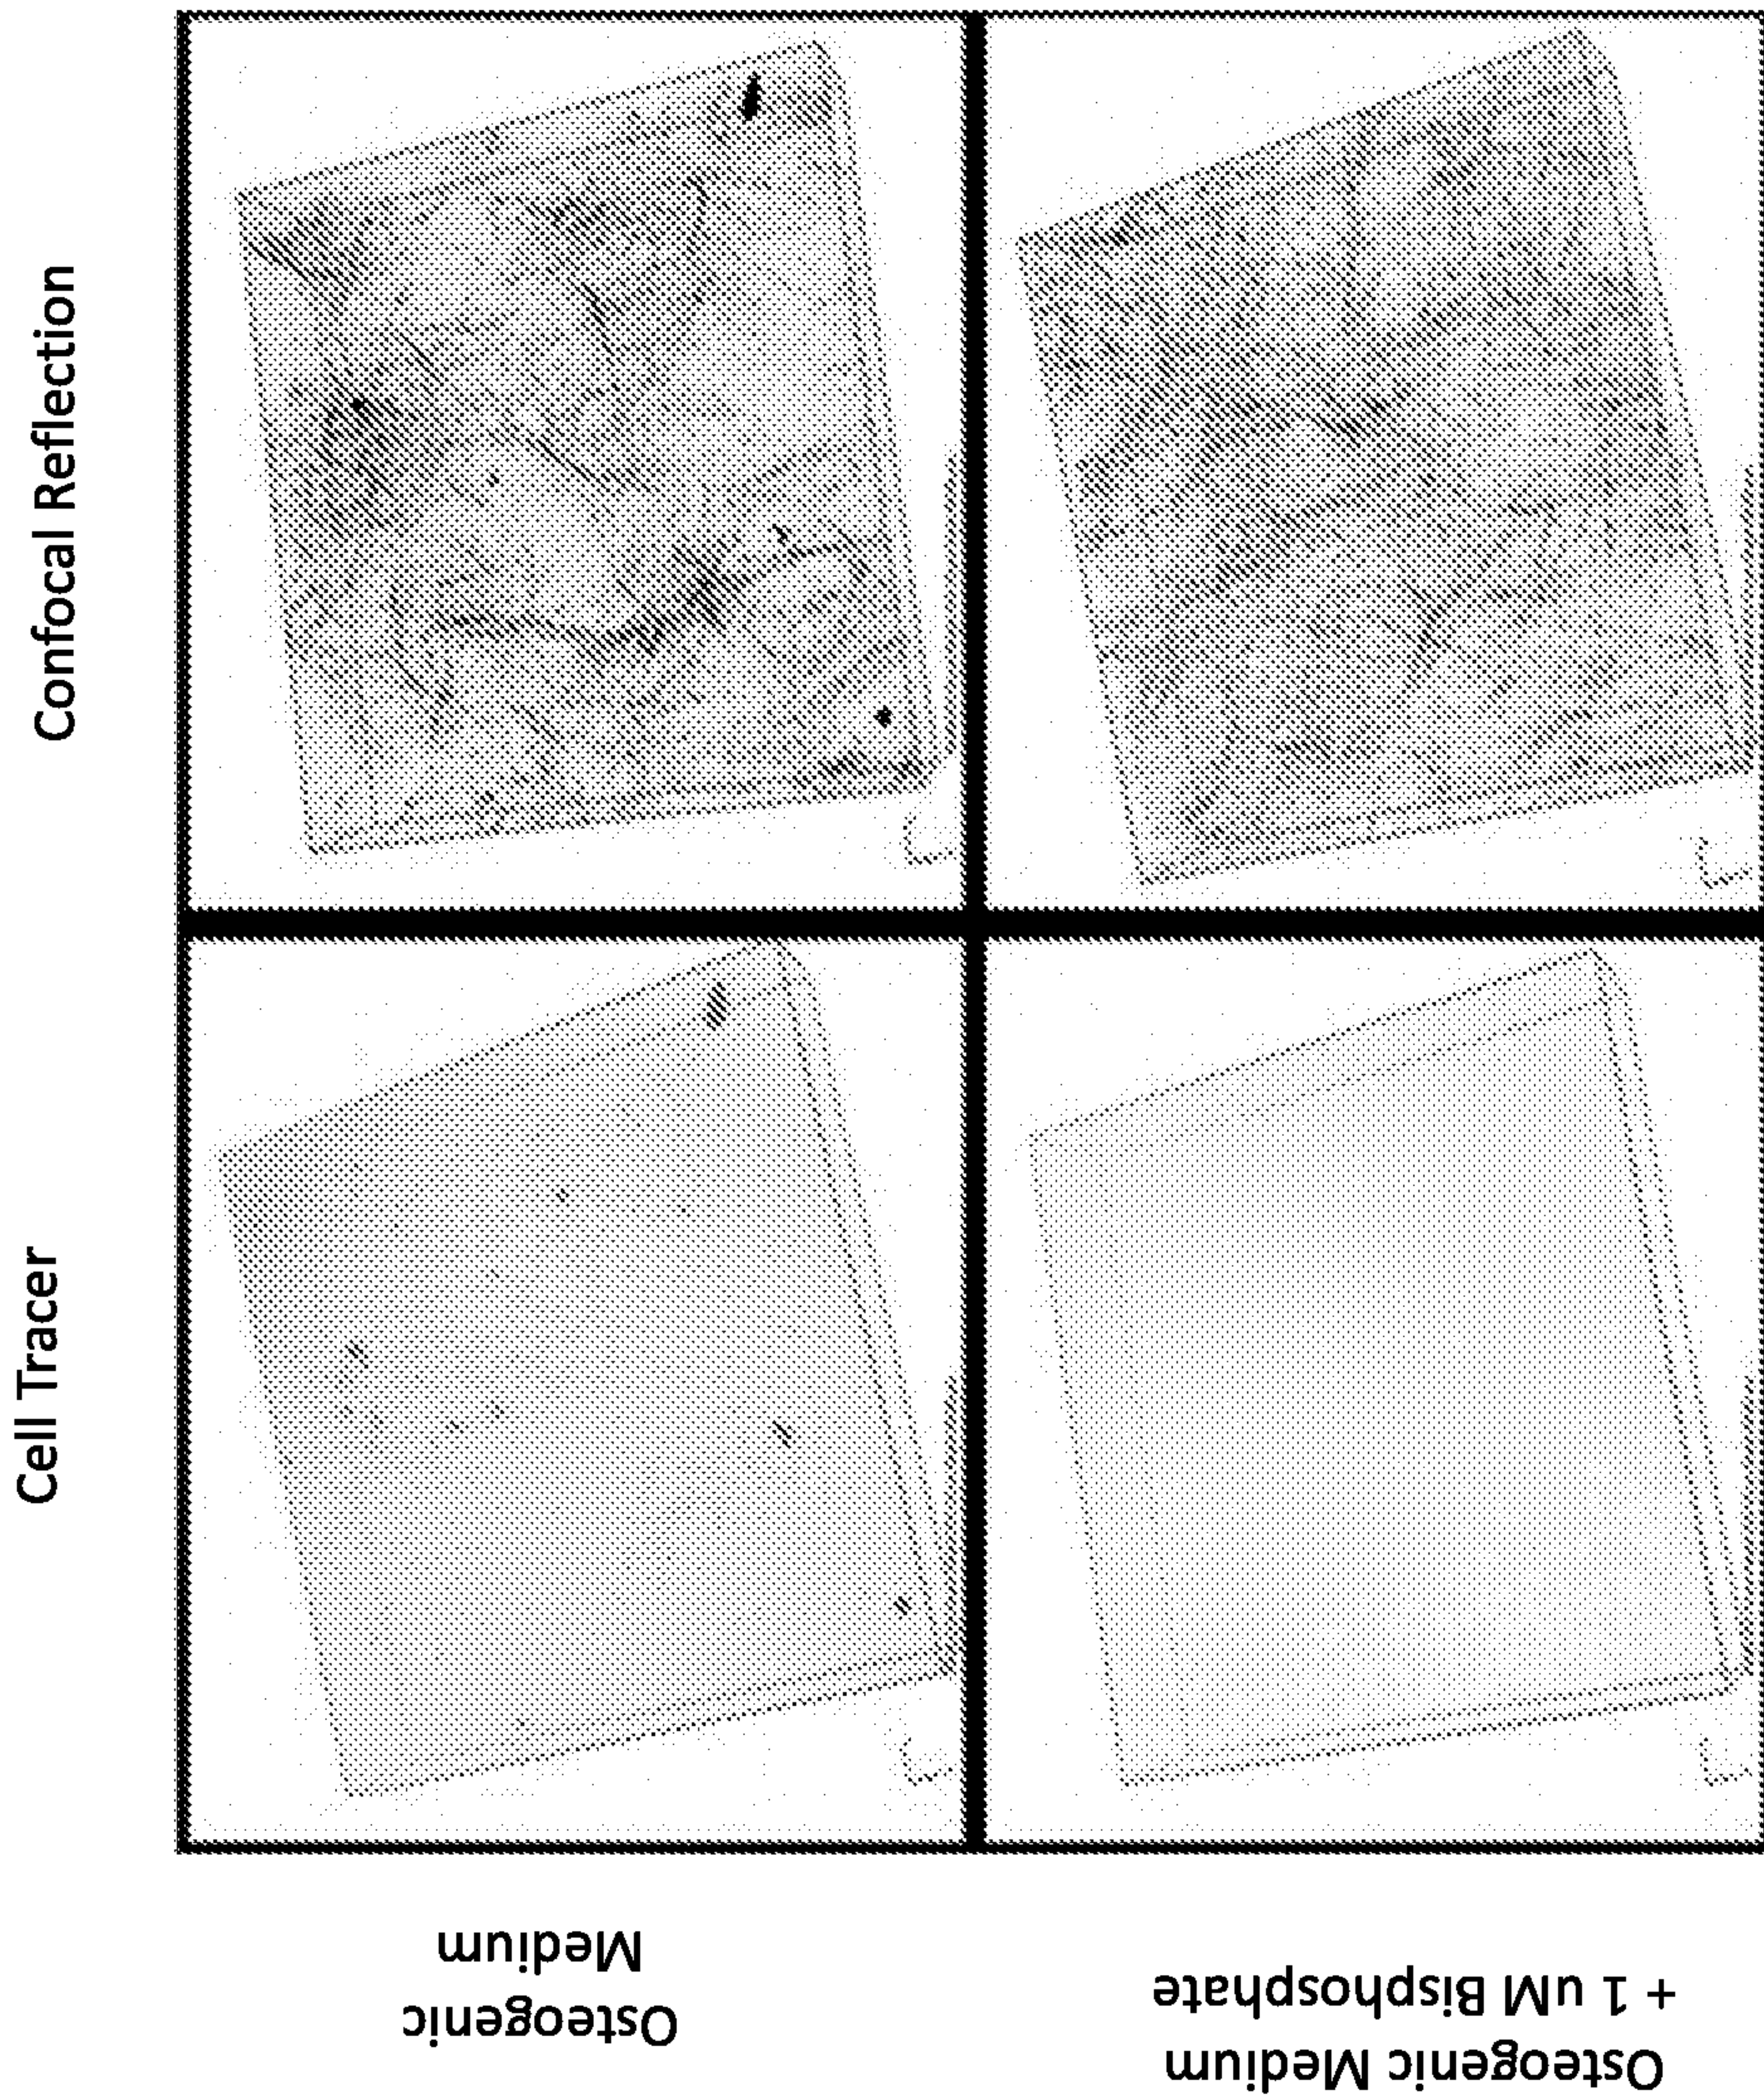 Confocal Reflection
Cell Tracer
Osteogenic
Medium
Osteogenic Medium
+ 1 uM Bisphosphate